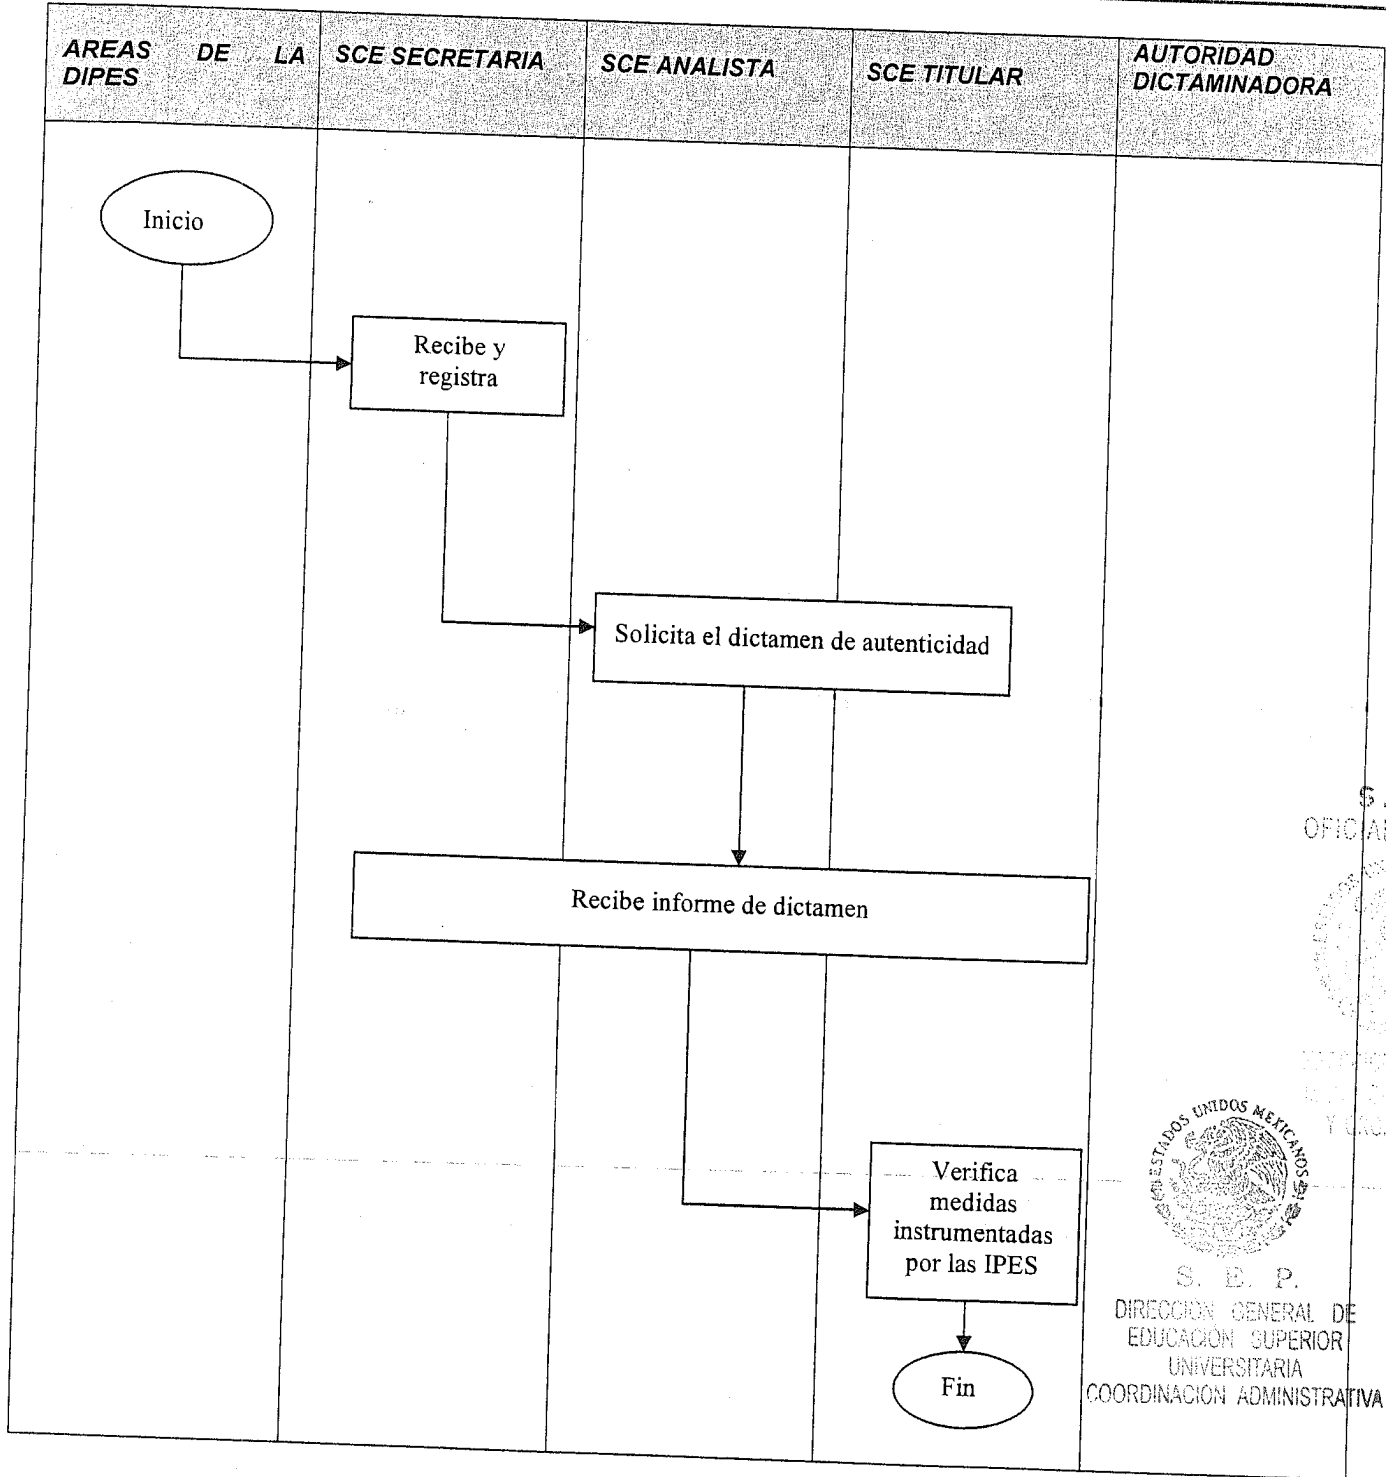 AREAS DE LA
DIPES
SCE SECRETARIA
SCE ANALISTA
SCE TITULAR
AUTORIDAD
DICTAMINADORA
Inicio
Recibe y
registra
Solicita el dictamen de autenticidad
Recibe informe de dictamen
Verifica
medidas
instrumentadas
por las IPES
Fin
S.
ESTADOS UNIDOS MEXICANOS
S. E. P.
DIRECCIÓN GENERAL DE
EDUCACIÓN SUPERIOR
UNIVERSITARIA
COORDINACIÓN ADMINISTRATIVA